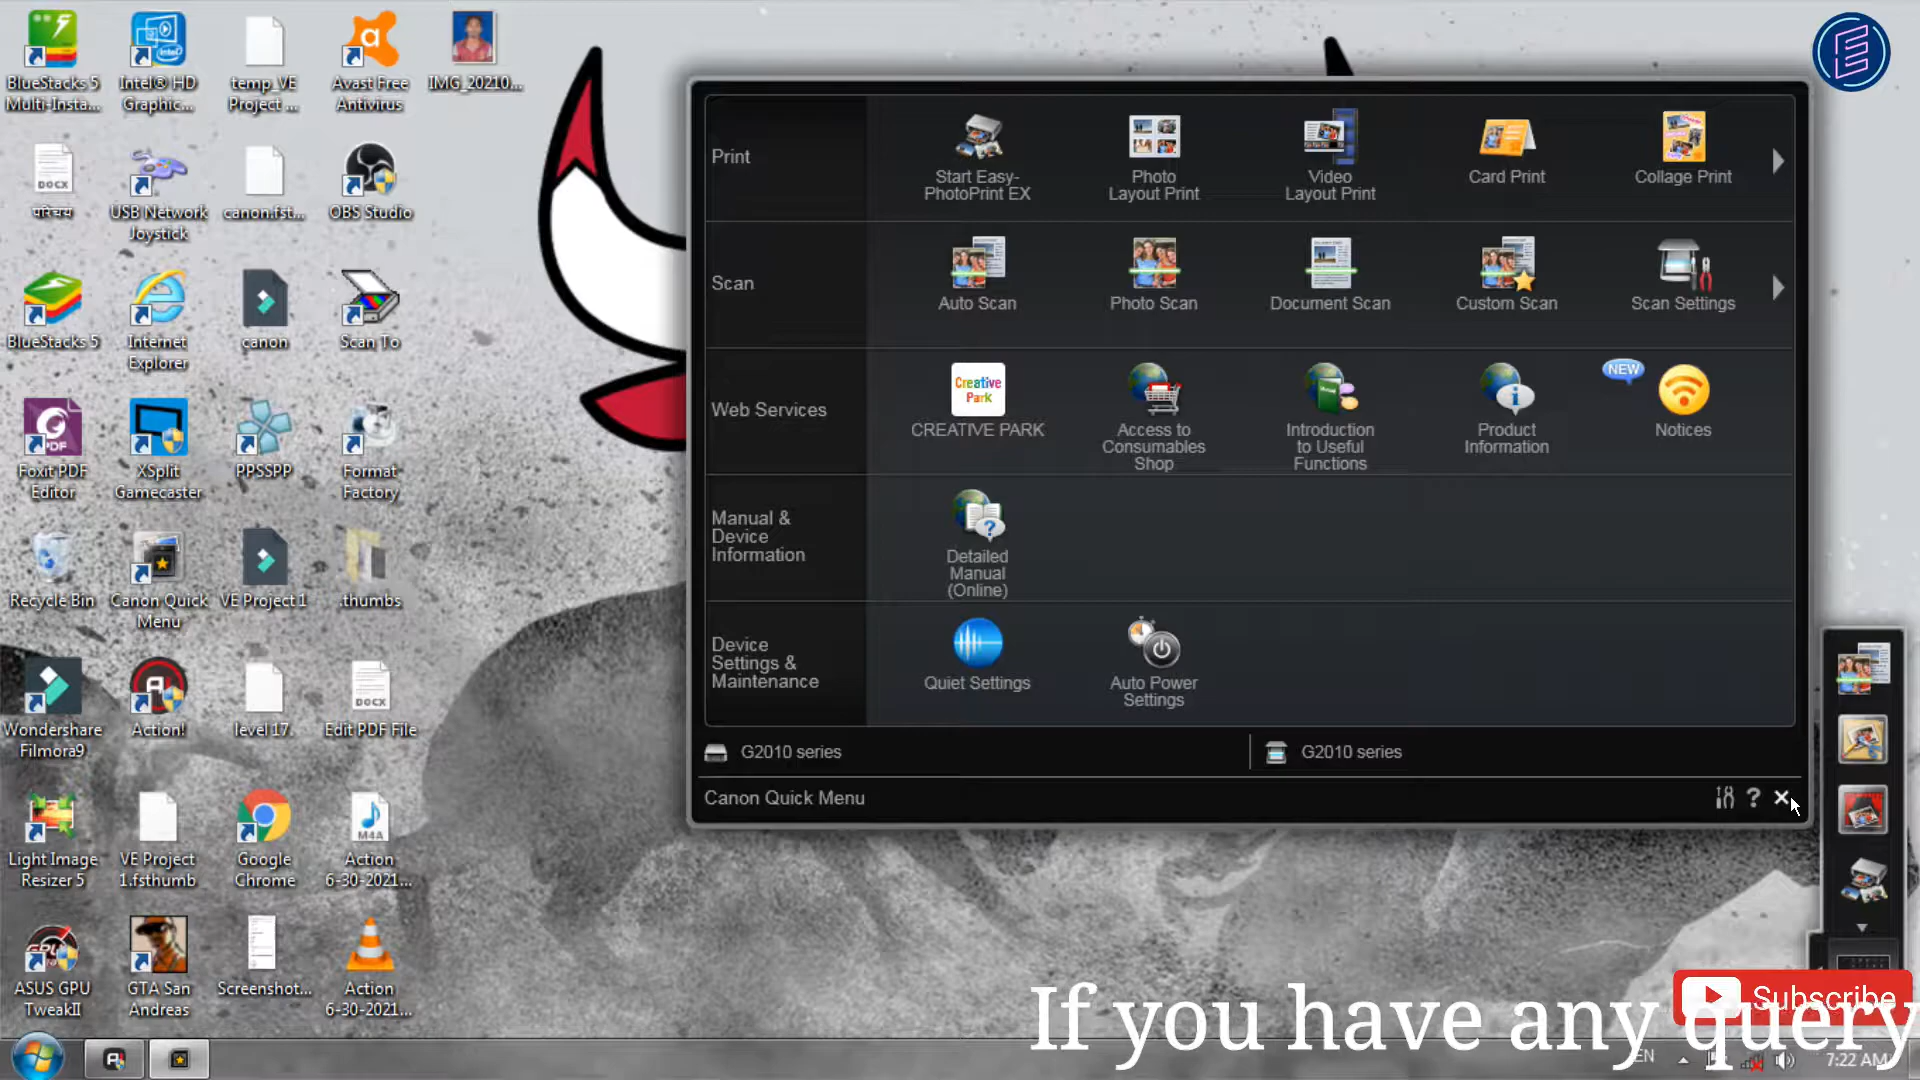 BlueStacks 5
Multi-Insta...
Intel® HD
Graphic...
temp_VE
Project ...
Avast Free
Antivirus
IMG_20210...
DOCX
परिचय
USB Network
Joystick
canon.fst...
OBS Studio
BlueStacks 5
Internet
Explorer
canon
Scan To
PDF
Foxit PDF
Editor
XSplit
Gamecaster
PPSSPP
Format
Factory
Recycle Bin
Canon Quick
Menu
VE Project 1
.thumbs
Wondershare
Filmora9
Action!
level 17.
DOCX
Edit PDF File
Light Image
Resizer 5
VE Project
1.fsthumb
Google
Chrome
M4A
Action
6-30-2021...
ASUS GPU
TweakII
GTA San
Andreas
Screenshot...
Action
6-30-2021...
Print
Start Easy-
PhotoPrint EX
Photo
Layout Print
Video
Layout Print
Card Print
Collage Print
Scan
Auto Scan
Photo Scan
Document Scan
Custom Scan
Scan Settings
Web Services
Creative
Park
CREATIVE PARK
Access to
Consumables
Shop
Introduction
to Useful
Functions
Product
Information
NEW
Notices
Manual &
Device
Information
Detailed
Manual
(Online)
Device
Settings &
Maintenance
Quiet Settings
Auto Power
Settings
G2010 series
G2010 series
Canon Quick Menu
Subscribe
If you have any query
EN
7:22 AM